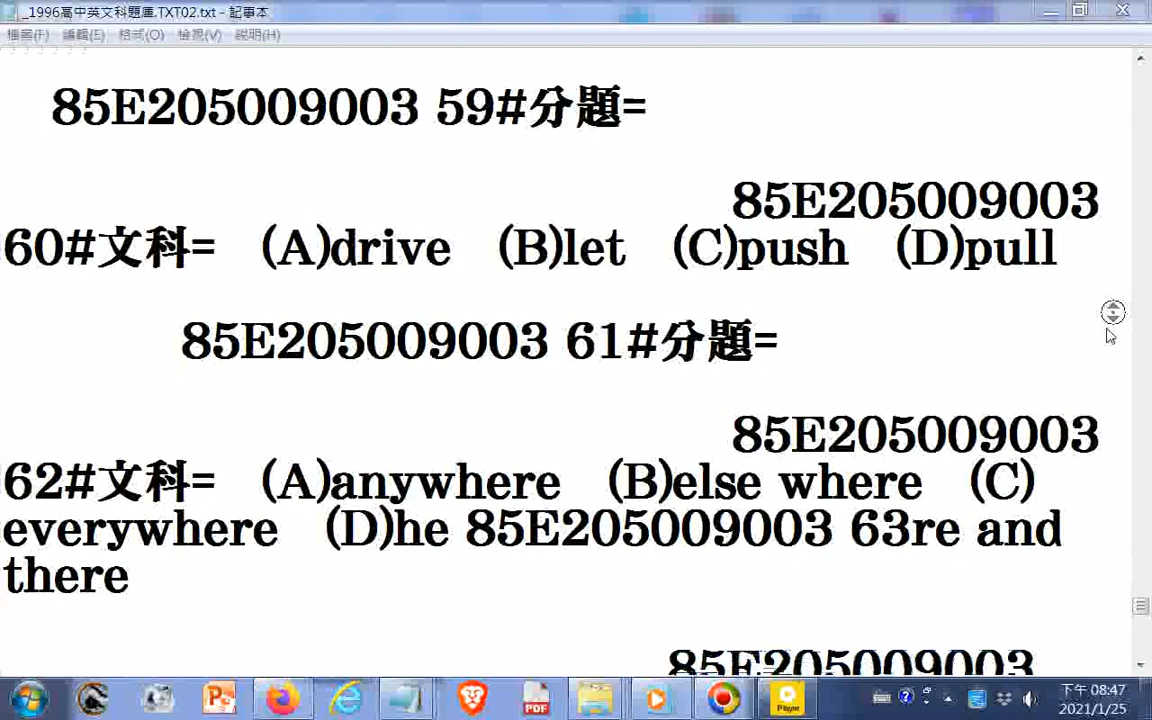 _1996高中英文科題庫.TXT02.txt - 記事本
檔案(F) 編輯(E) 格式(O) 檢視(V) 說明(H)
85E205009003 59#分題=
85E205009003
60#文科= (A)drive (B)let (C)push (D)pull
85E205009003 61#分題=
85E205009003
62#文科= (A)anywhere (B)else where (C)
everywhere (D)he 85E205009003 63re and
there
85E205009003
PDF
Player
下午 08:47
2021/1/25